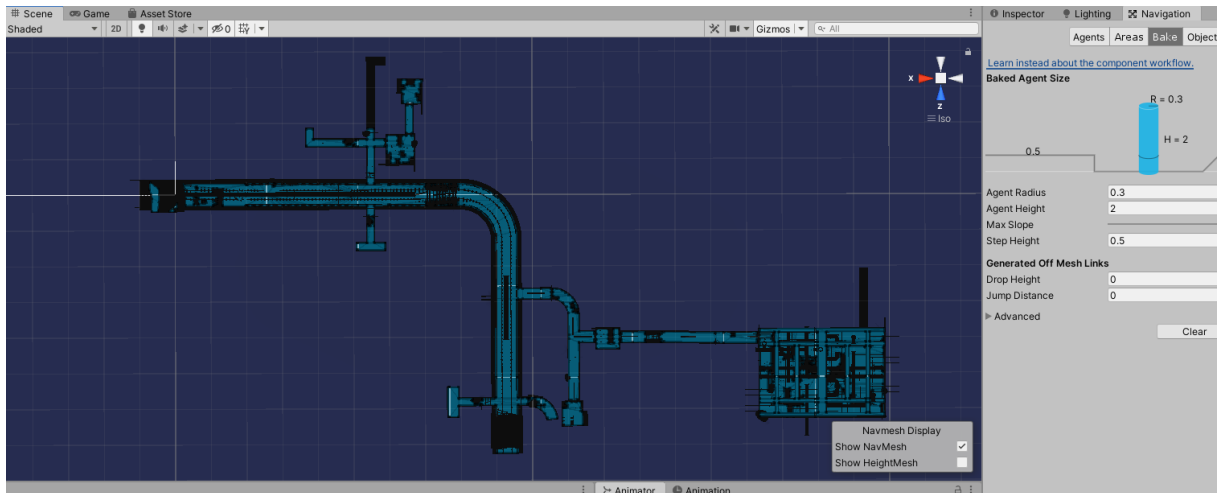 Scene Game Asset Store
Inspector Lighting Navigation
Shaded 2D 0 Gizmos All
Agents Areas Bake Object
Learn instead about the component workflow.
Baked Agent Size
R = 0.3
H = 2
0.5
x
z
Iso
Agent Radius 0.3
Agent Height 2
Max Slope
Step Height 0.5
Generated Off Mesh Links
Drop Height 0
Jump Distance 0
Advanced
Clear
Navmesh Display
Show NavMesh
Show HeightMesh
Animator Animation